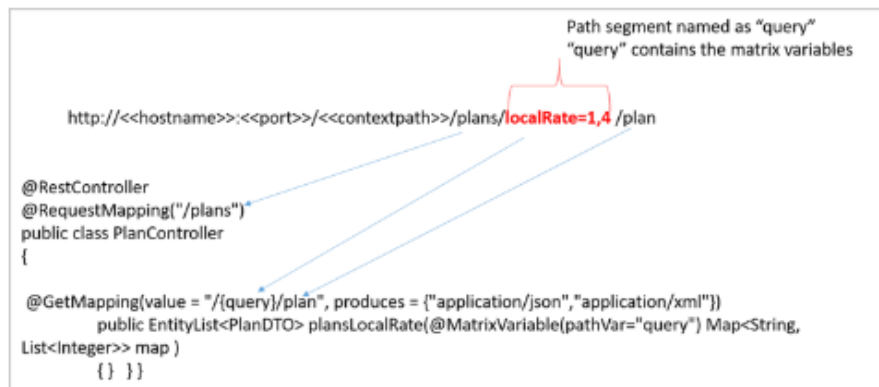 Path segment named as “query”
“query” contains the matrix variables
http://<<hostname>>:<<port>>/<<contextpath>>/plans/localRate=1,4 /plan
@RestController
@RequestMapping("/plans")
public class PlanController
{
@GetMapping(value = "/{query}/plan", produces = {"application/json","application/xml"})
public EntityList<PlanDTO> plansLocalRate(@MatrixVariable(pathVar="query") Map<String,
List<Integer>> map )
{ } } }